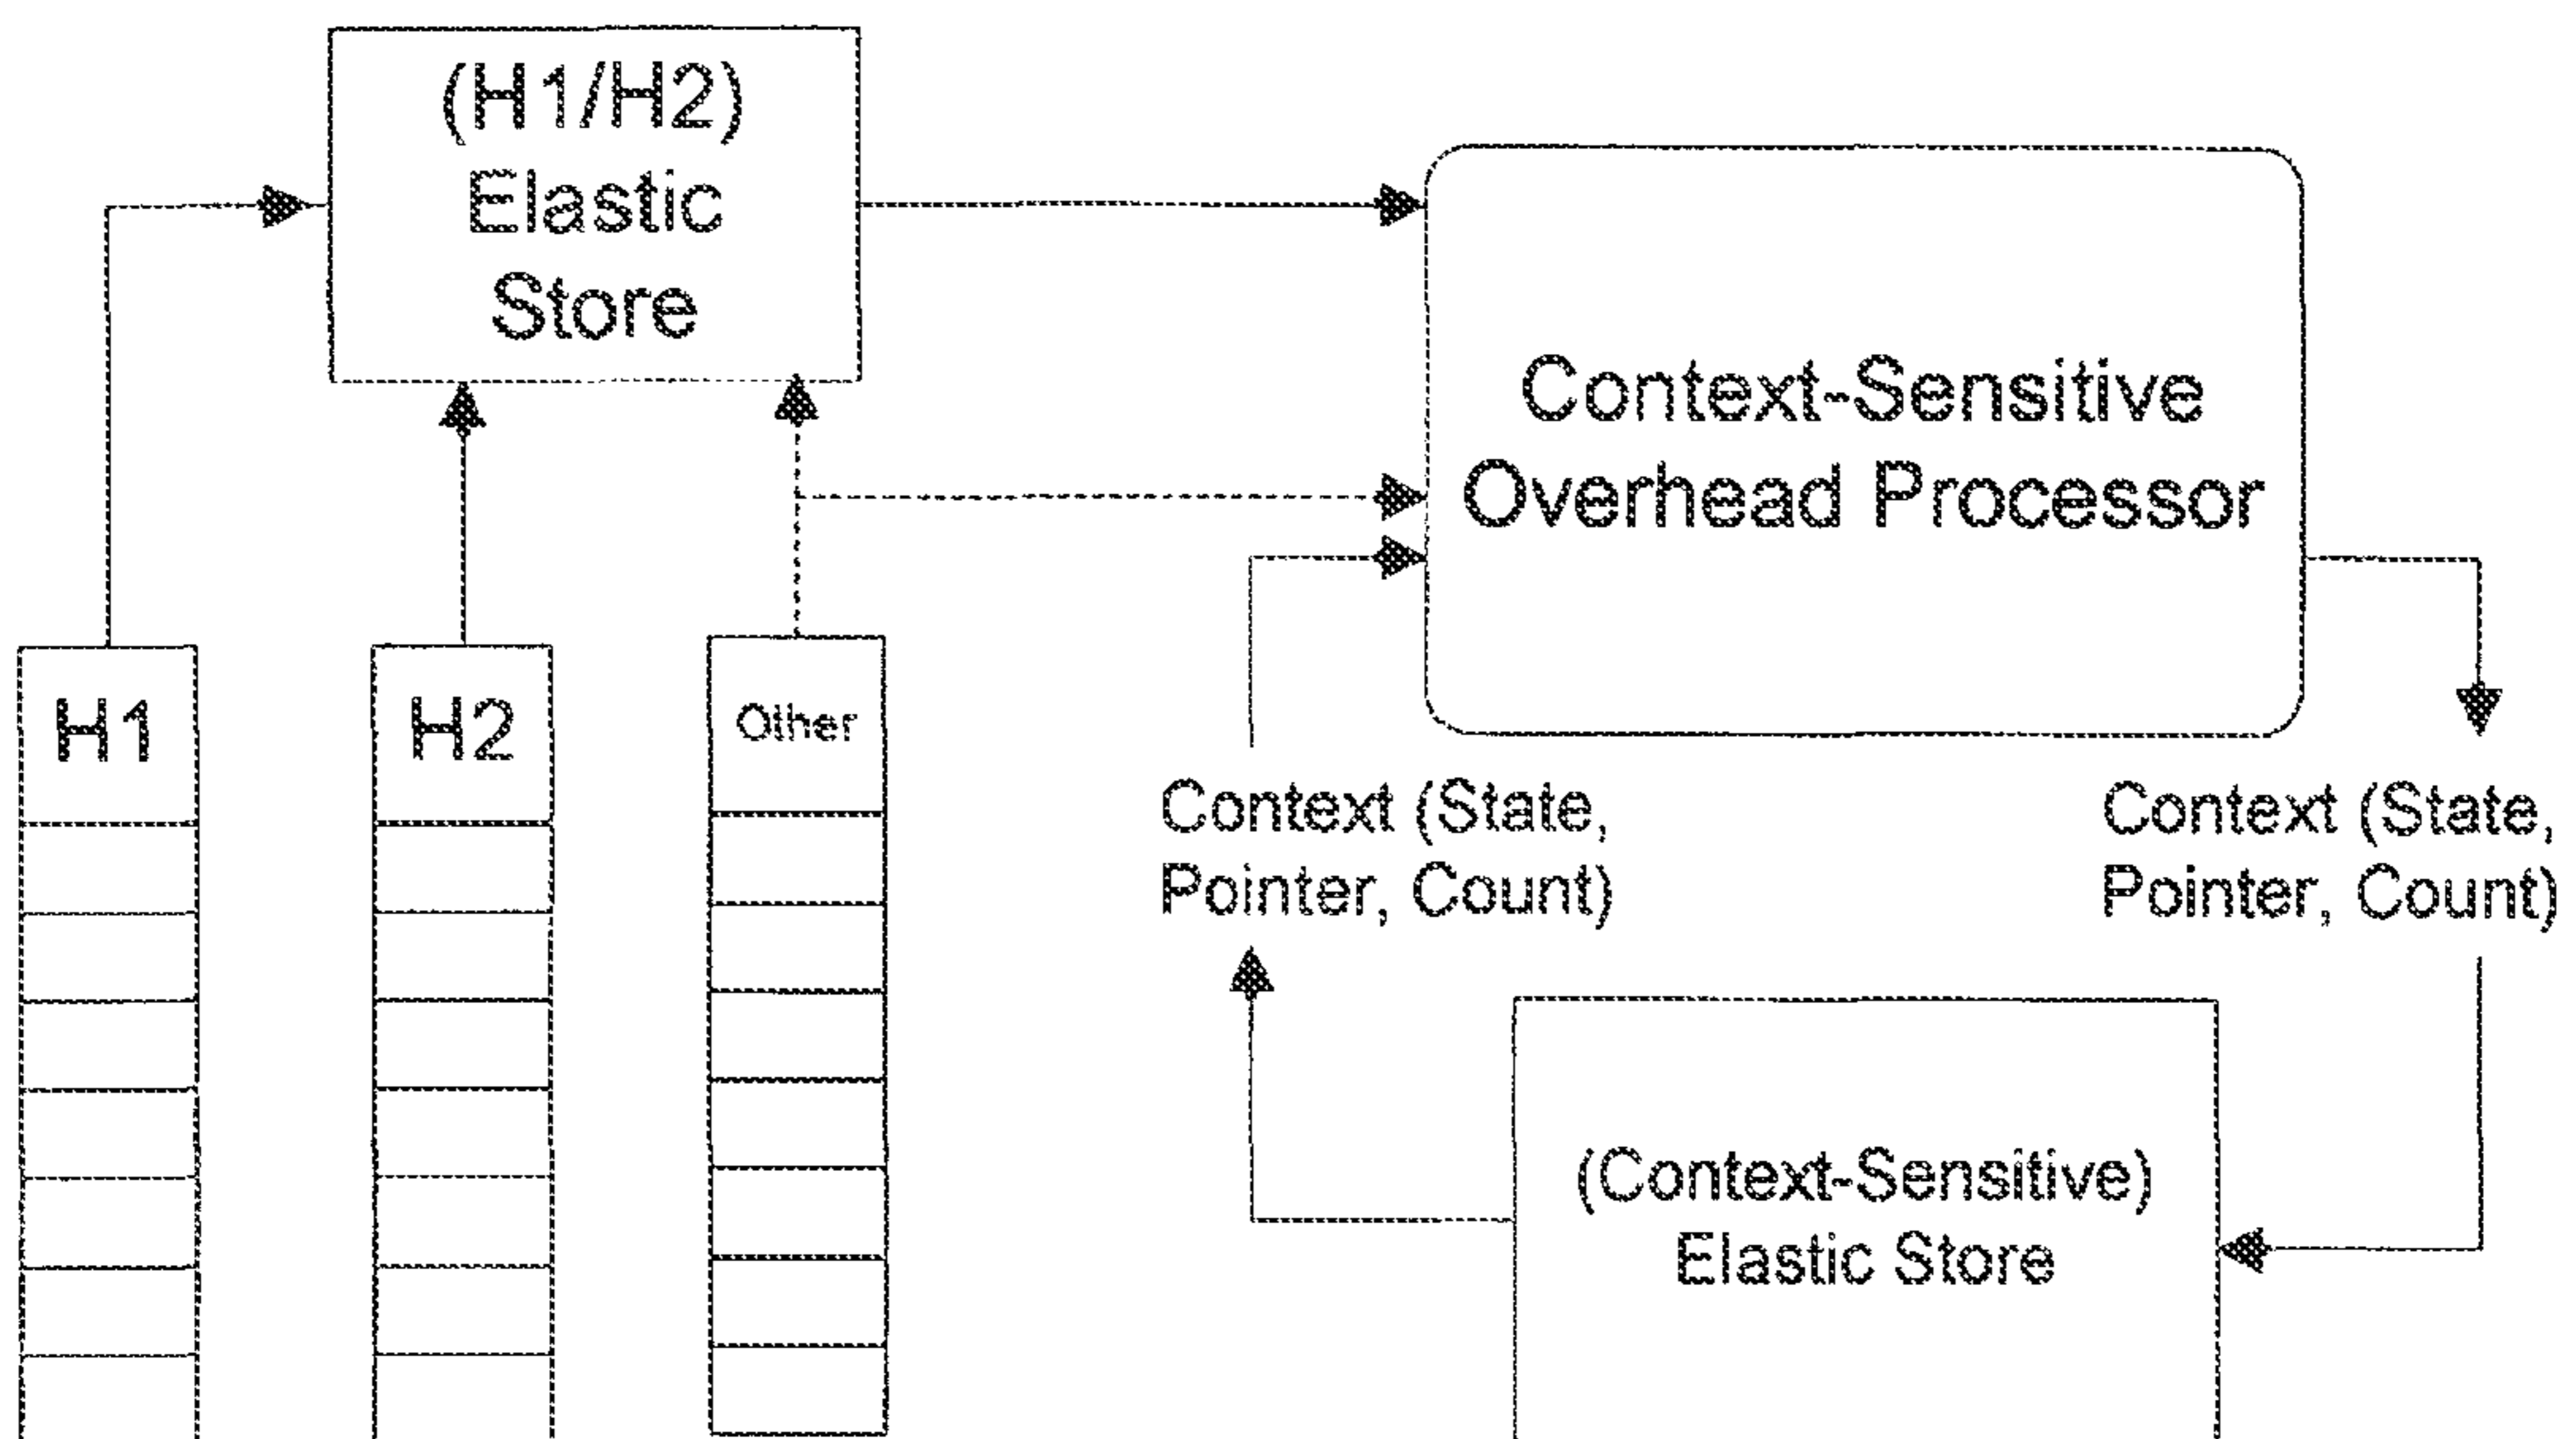 (H1/H2)
Elastic
Store
Context-Sensitive
Overhead Processor
H1
H2
Other
Context (State,
Pointer, Count)
Context (State,
Pointer, Count)
(Context-Sensitive)
Elastic Store